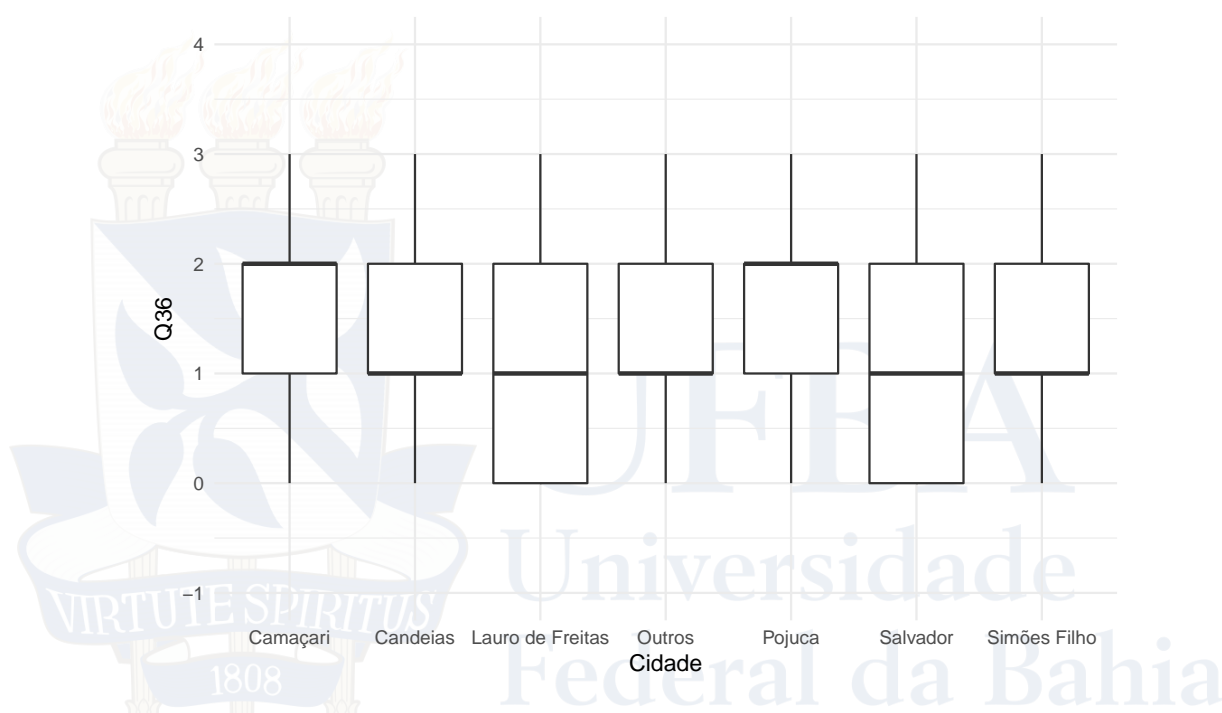 4
3
2
1
0
−1
Q36
Camaçari Candeias Lauro de Freitas Outros Pojuca Salvador Simões Filho
Cidade
UFBA
Universidade
Federal da Bahia
VIRTUTE SPIRITUS
1808